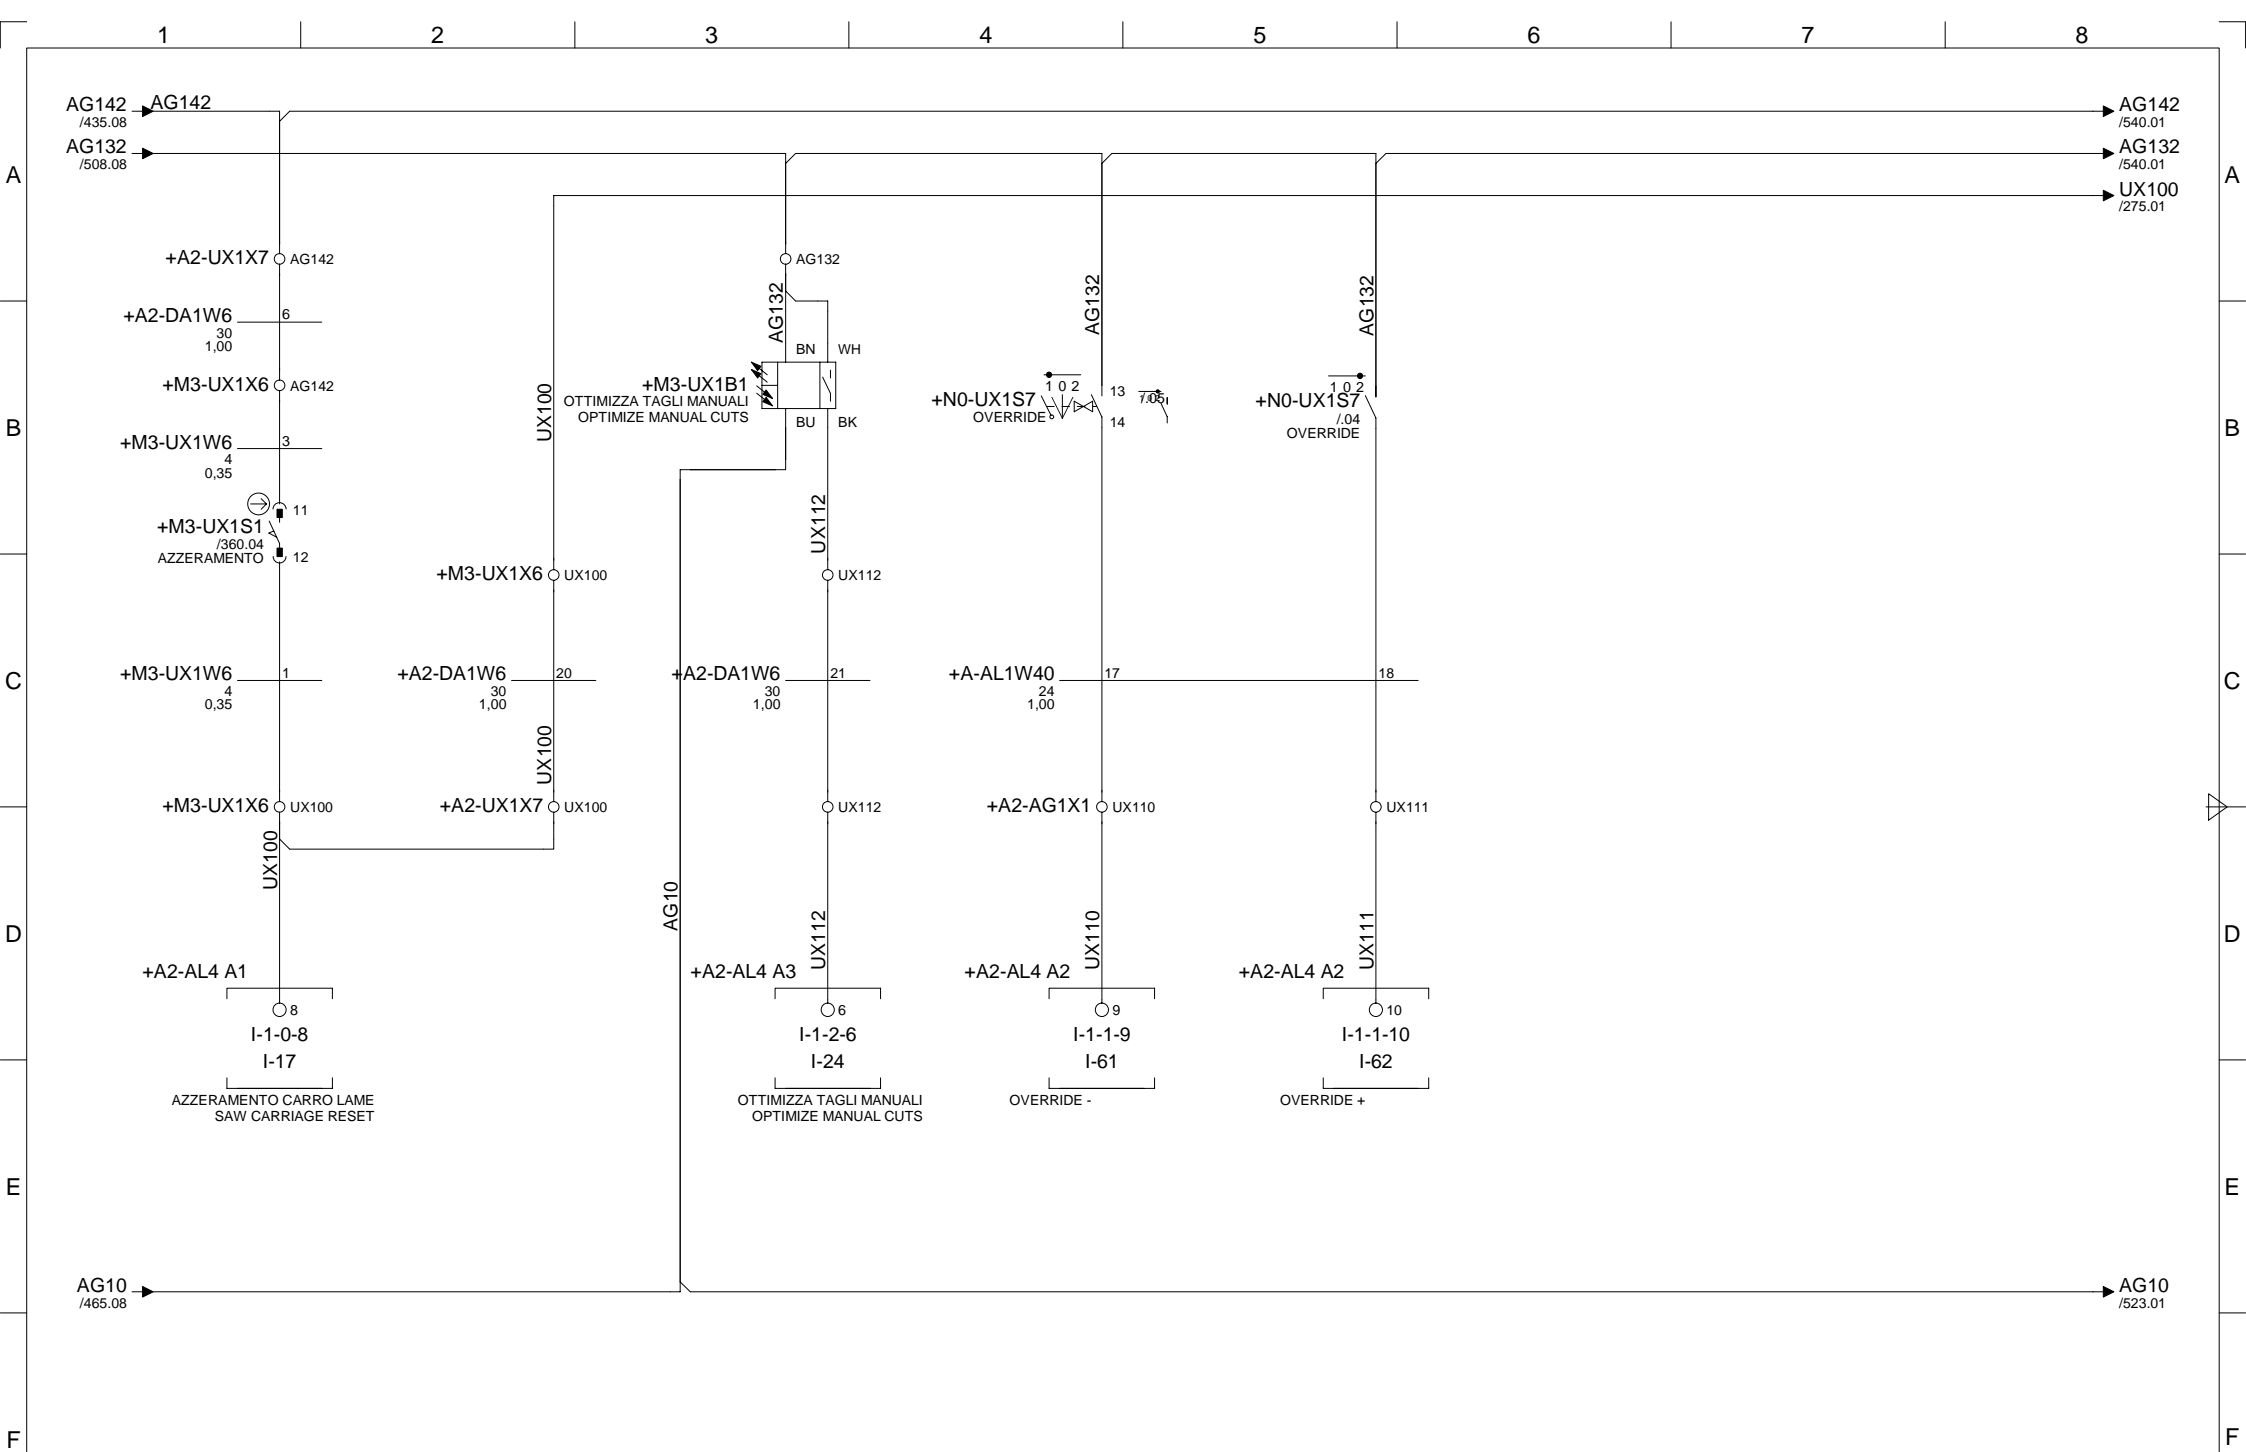 1 2 3 4 5 6 7 8
AG142 AG142 AG142
/435.08 /540.01
AG132 AG132
/508.08 /540.01
A A
UX100
/275.01
+A2-UX1X7 AG142 AG132
AG132 AG132 AG132
+A2-DA1W6 6
30
1,00
BN WH
+M3-UX1X6 AG142
+M3-UX1B1
OTTIMIZZA TAGLI MANUALI
OPTIMIZE MANUAL CUTS
BU BK
1 0 2
13
+N0-UX1S7
OVERRIDE
14
1 0 2
+N0-UX1S7
/.04
OVERRIDE
UX100
B B
+M3-UX1W6 3
4
0,35
11
+M3-UX1S1
/360.04
AZZERAMENTO 12
UX112
+M3-UX1X6 UX100 UX112
+M3-UX1W6 1 +A2-DA1W6 20 +A2-DA1W6 21 +A-AL1W40 17 18
4 30 30 24
0,35 1,00 1,00 1,00
C C
UX100
+M3-UX1X6 UX100 +A2-UX1X7 UX100 UX112 +A2-AG1X1 UX110 UX111
UX100
AG10
UX112 UX110 UX111
D D
+A2-AL4 A1 +A2-AL4 A3 +A2-AL4 A2 +A2-AL4 A2
8 6 9 10
I-1-0-8 I-1-2-6 I-1-1-9 I-1-1-10
I-17 I-24 I-61 I-62
AZZERAMENTO CARRO LAME OTTIMIZZA TAGLI MANUALI OVERRIDE - OVERRIDE +
SAW CARRIAGE RESET OPTIMIZE MANUAL CUTS
E E
AG10 AG10
/465.08 /523.01
F F